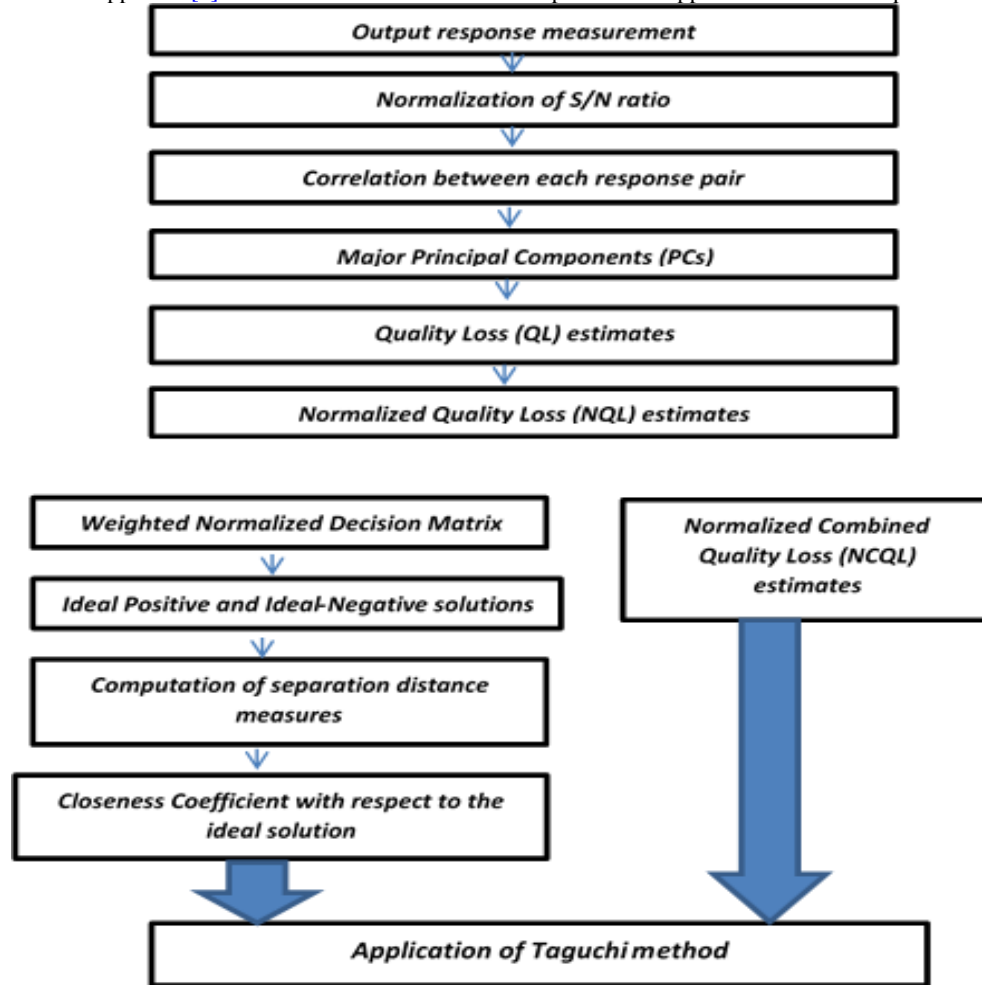 Output response measurement
Normalization of S/N ratio
Correlation between each response pair
Major Principal Components (PCs)
Quality Loss (QL) estimates
Normalized Quality Loss (NQL) estimates
Weighted Normalized Decision Matrix
Ideal Positive and Ideal-Negative solutions
Computation of separation distance
measures
Closeness Coefficient with respect to the
ideal solution
Normalized Combined
Quality Loss (NCQL)
estimates
Application of Taguchi method